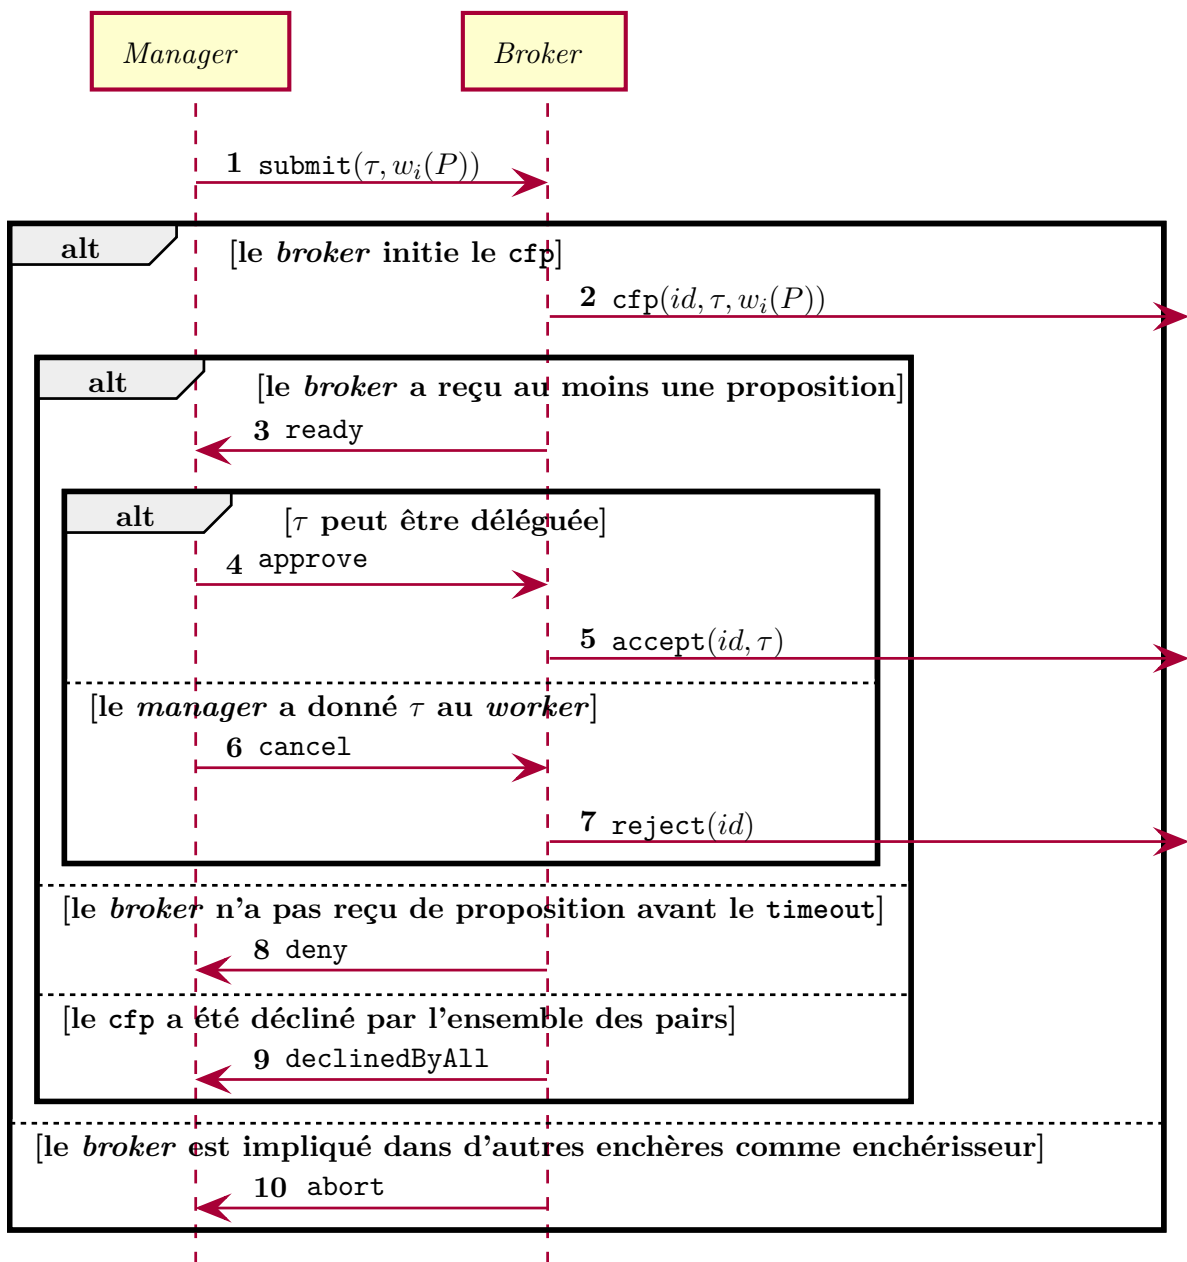 Manager Broker
1 submit(τ, w_i(P))
alt [le broker initie le cfp]
2 cfp(id, τ, w_i(P))
alt [le broker a reçu au moins une proposition]
3 ready
alt [τ peut être déléguée]
4 approve
5 accept(id, τ)
[le manager a donné τ au worker]
6 cancel
7 reject(id)
[le broker n'a pas reçu de proposition avant le timeout]
8 deny
[le cfp a été décliné par l'ensemble des pairs]
9 declinedByAll
[le broker est impliqué dans d'autres enchères comme enchérisseur]
10 abort